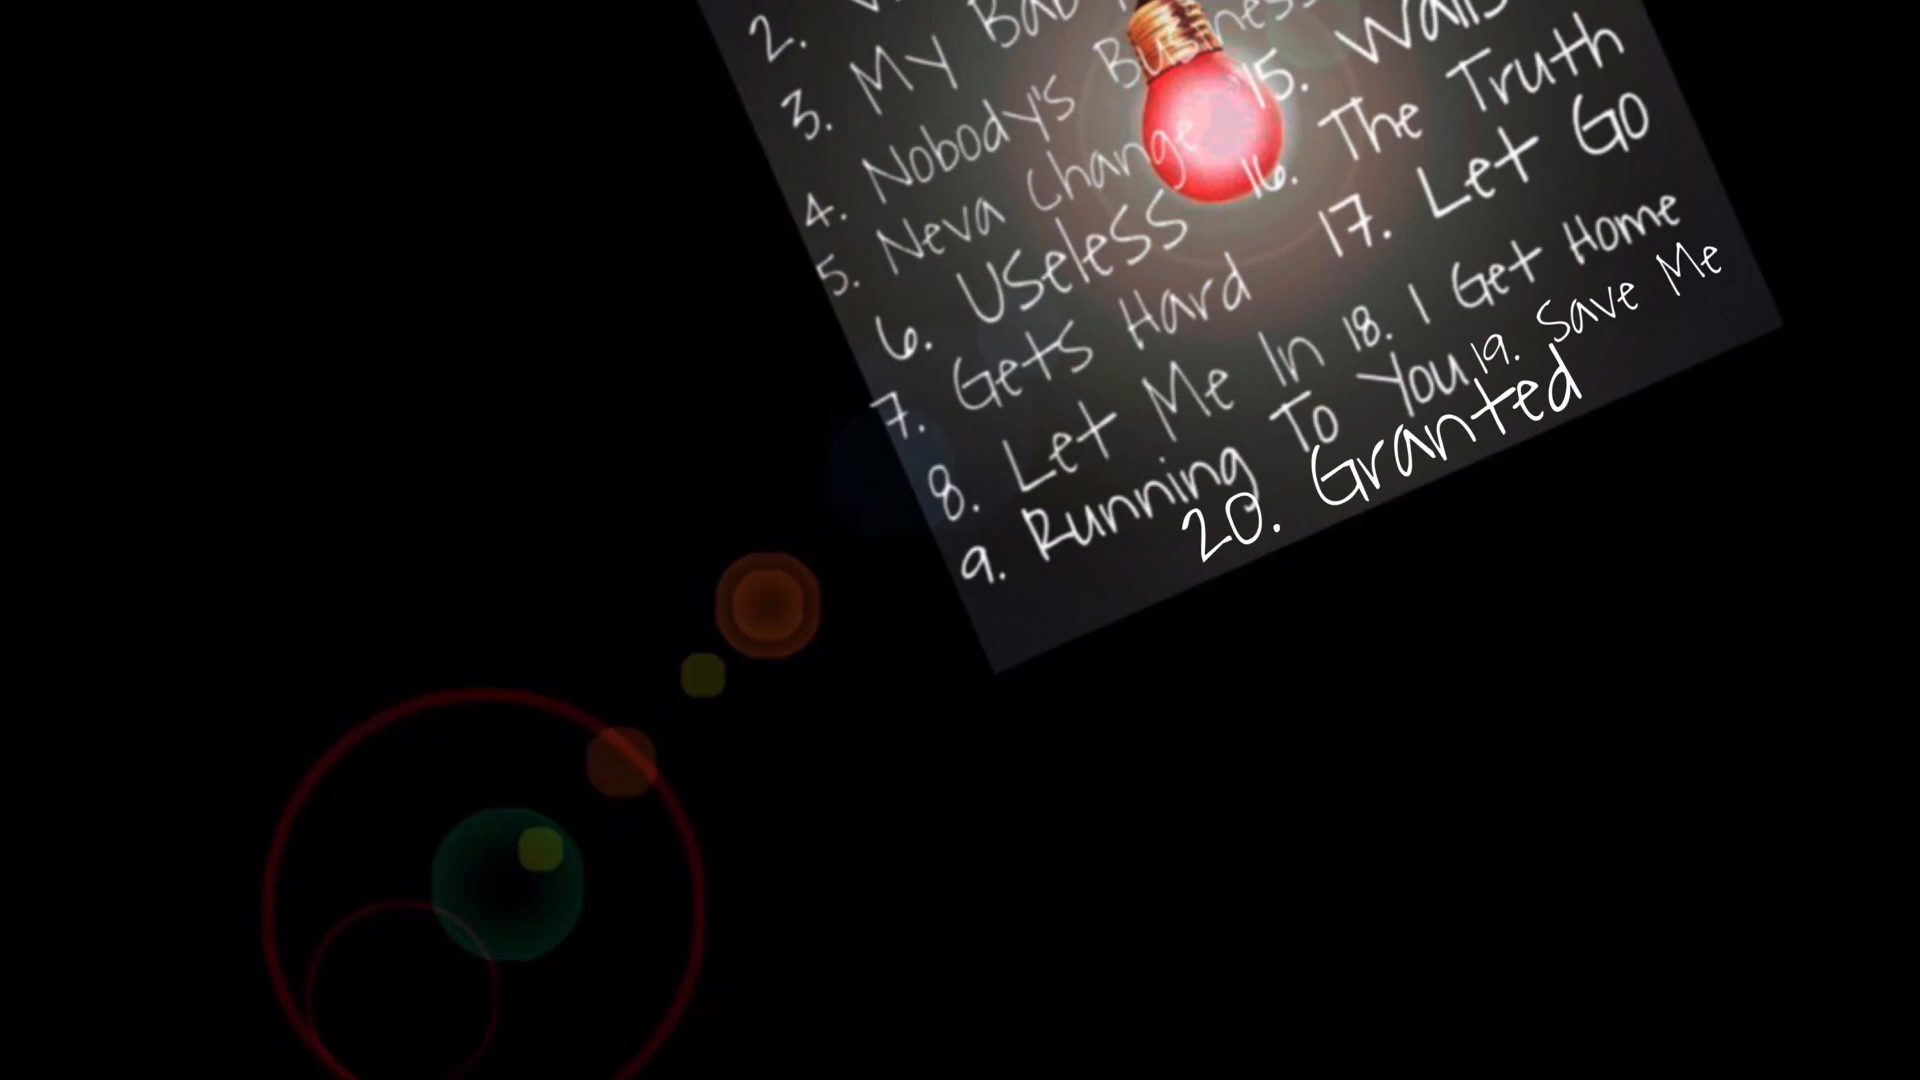 2.
3. My
4. Nobody's Business
5. Neva Change
6. Useless
7. Gets Hard
8. Let Me In
9. Running To You
15. Walls
16. The Truth
17. Let Go
18. I Get Home
19. Save Me
20. Granted